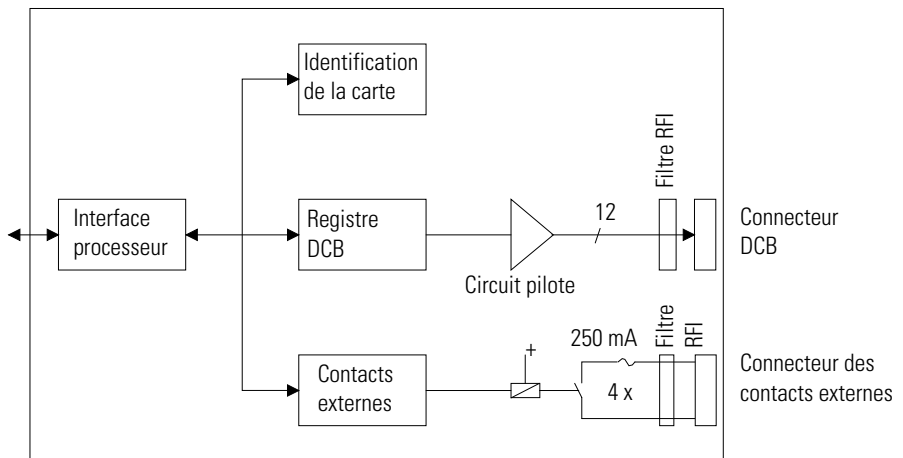 Identification
de la carte
Filtre RFI
Interface
processeur
Registre
DCB
12
Connecteur
DCB
Circuit pilote
250 mA
Filtre
RFI
+
Contacts
externes
4 x
Connecteur des
contacts externes